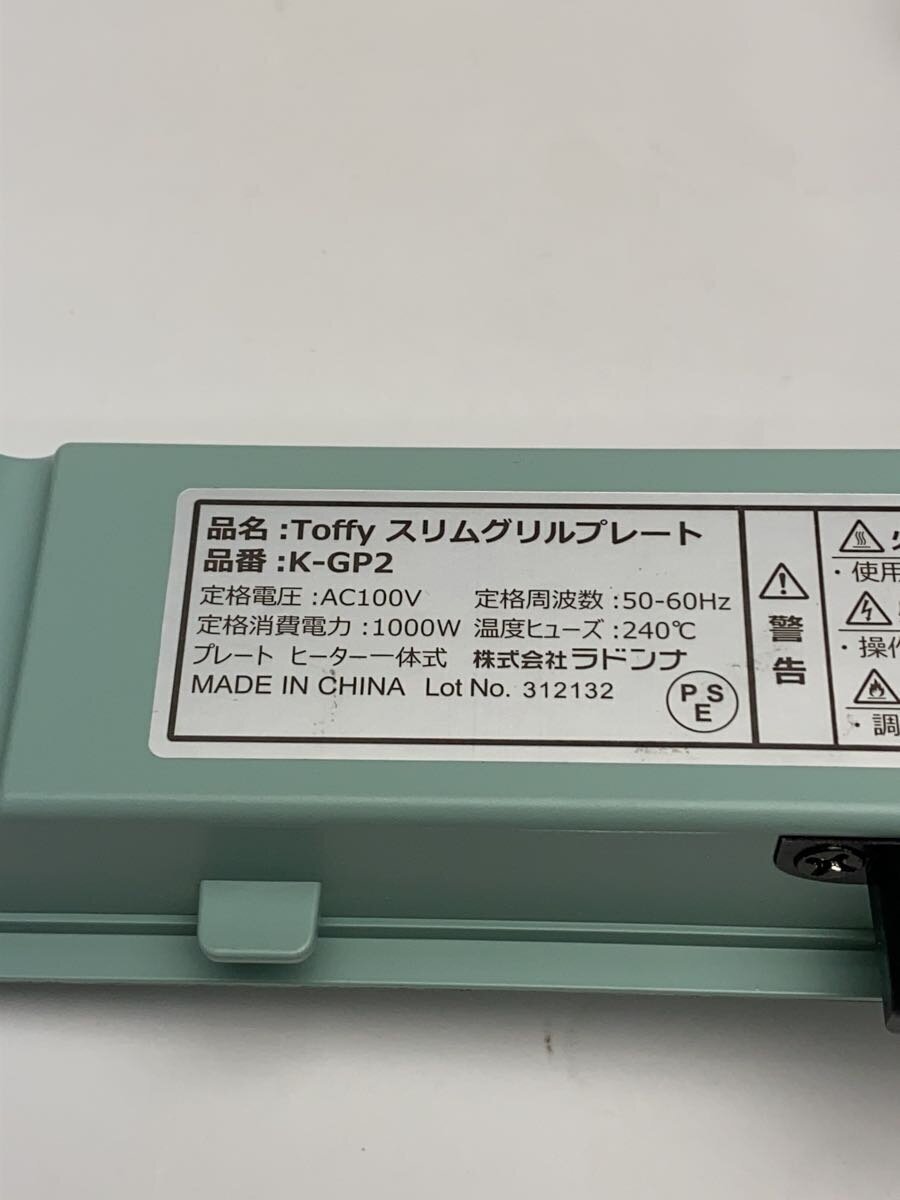 品名 :Toffy スリムグリルプレート
品番 :K-GP2
定格電圧 :AC100V 定格周波数 :50-60Hz
定格消費電力 :1000W 温度ヒューズ :240℃
プレート ヒーター一体式 株式会社ラドンナ
MADE IN CHINA Lot No. 312132
PSE
警告
・使用
・操作
・調